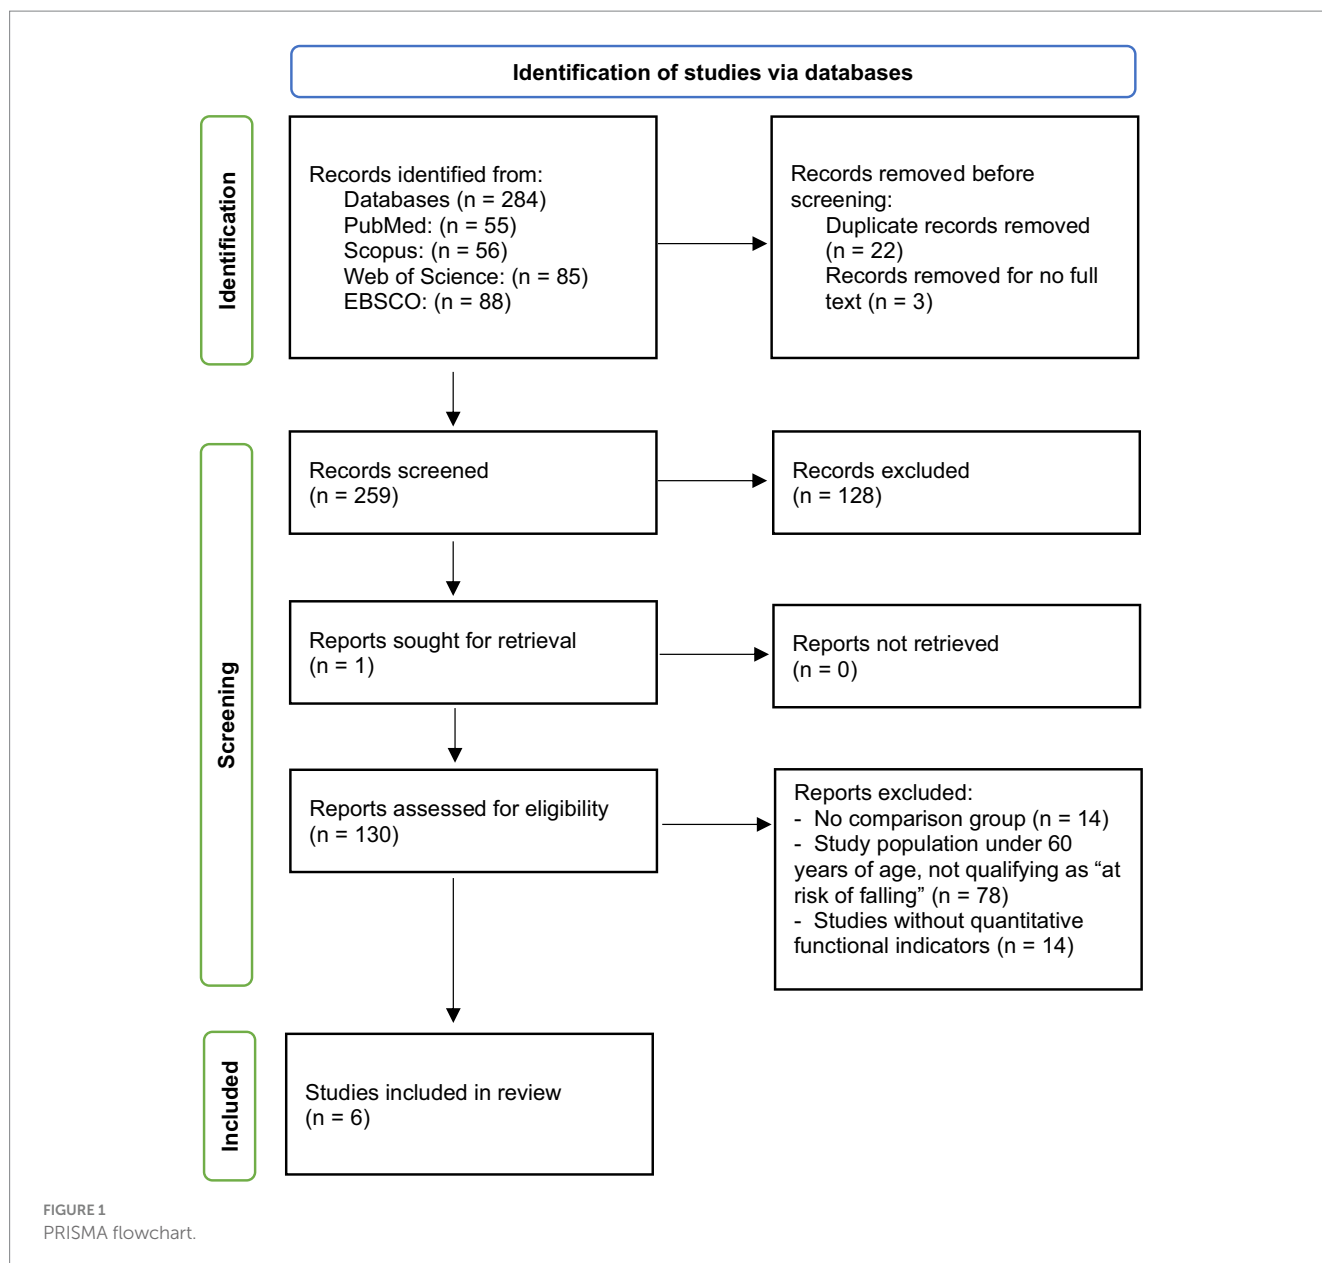 Identification of studies via databases
Identification
Records identified from:
Databases (n = 284)
PubMed: (n = 55)
Scopus: (n = 56)
Web of Science: (n = 85)
EBSCO: (n = 88)
Records removed before
screening:
Duplicate records removed
(n = 22)
Records removed for no full
text (n = 3)
Screening
Records screened
(n = 259)
Records excluded
(n = 128)
Reports sought for retrieval
(n = 1)
Reports not retrieved
(n = 0)
Reports assessed for eligibility
(n = 130)
Reports excluded:
- No comparison group (n = 14)
- Study population under 60
years of age, not qualifying as “at
risk of falling” (n = 78)
- Studies without quantitative
functional indicators (n = 14)
Included
Studies included in review
(n = 6)
FIGURE 1
PRISMA flowchart.